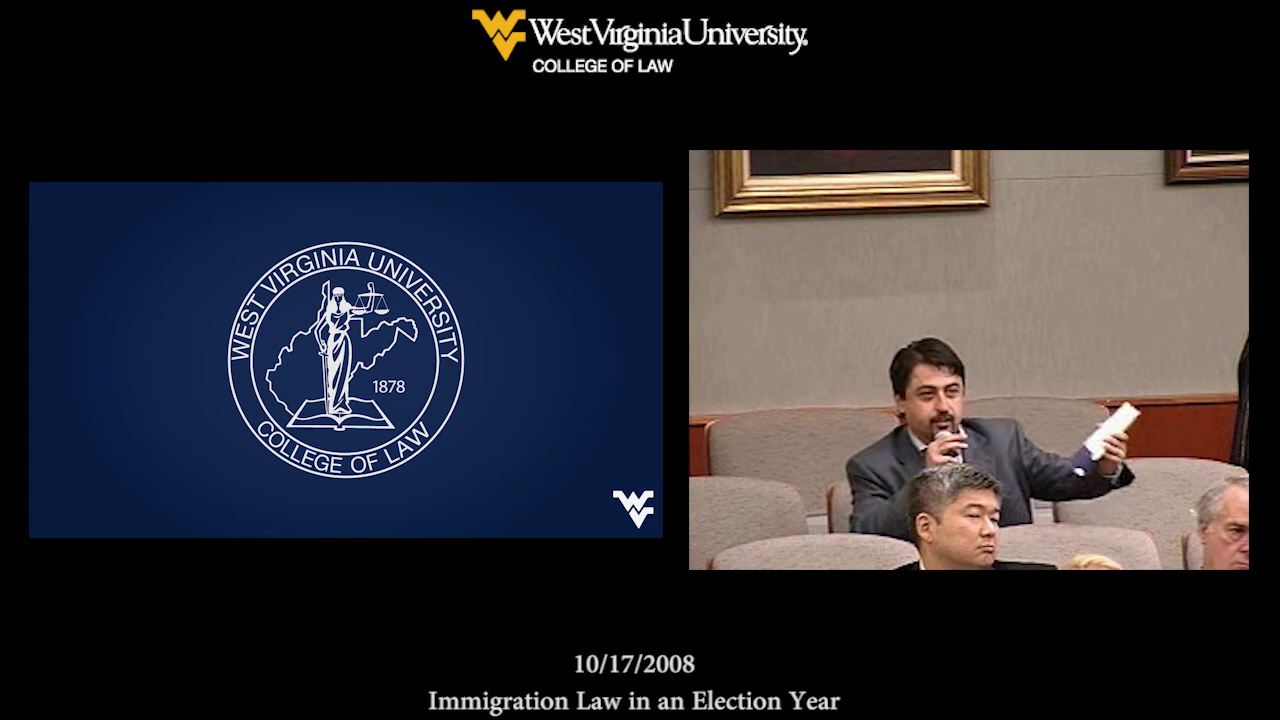 WestVirginiaUniversity.
COLLEGE OF LAW
WEST VIRGINIA UNIVERSITY
1878
COLLEGE OF LAW
10/17/2008
Immigration Law in an Election Year